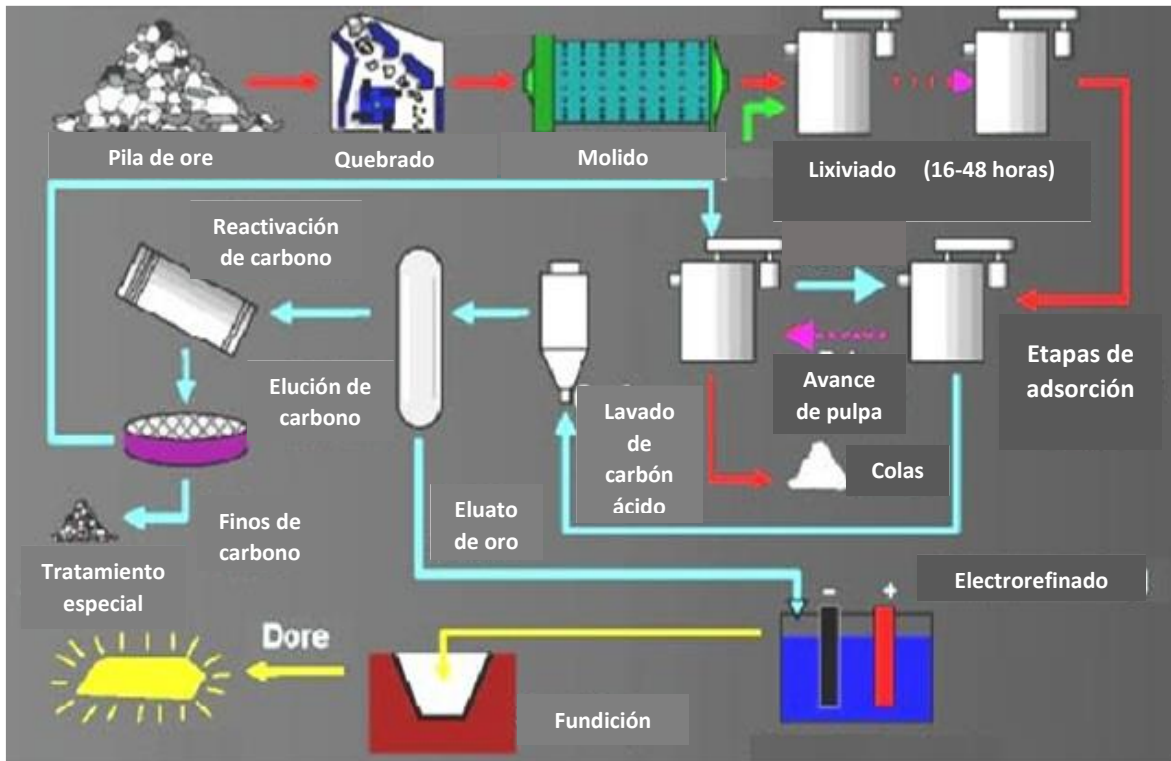 Pila de ore
Quebrado
Molido
Lixiviado (16-48 horas)
Reactivación
de carbono
Elución de
carbono
Lavado
de
carbón
ácido
Avance
de pulpa
Etapas de
adsorción
Colas
Finos de
carbono
Eluato
de oro
Tratamiento
especial
Electrorefinado
- +
Dore
Fundición